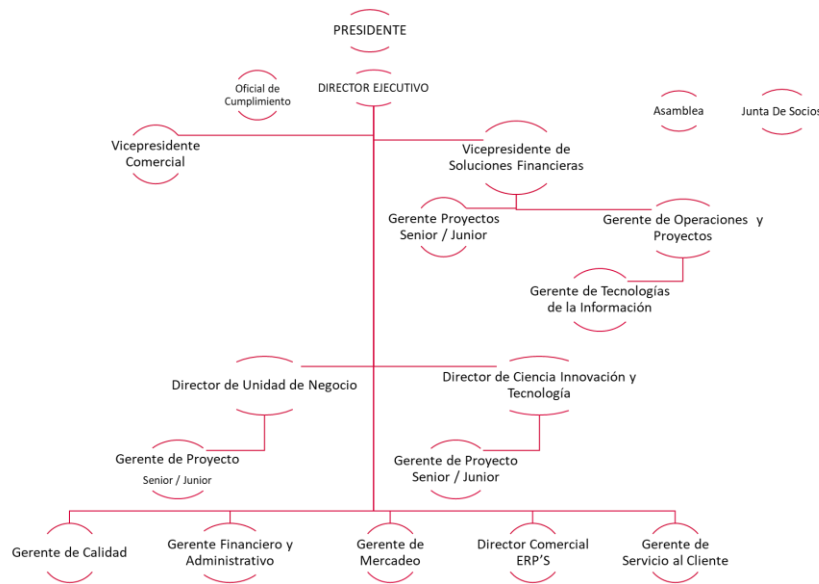 PRESIDENTE
Oficial de
Cumplimiento
DIRECTOR EJECUTIVO
Asamblea
Junta De Socios
Vicepresidente
Comercial
Vicepresidente de
Soluciones Financieras
Gerente Proyectos
Senior / Junior
Gerente de Operaciones y
Proyectos
Gerente de Tecnologías
de la Información
Director de Unidad de Negocio
Director de Ciencia Innovación y
Tecnología
Gerente de Proyecto
Senior / Junior
Gerente de Proyecto
Senior / Junior
Gerente de Calidad
Gerente Financiero y
Administrativo
Gerente de
Mercadeo
Director Comercial
ERP'S
Gerente de
Servicio al Cliente